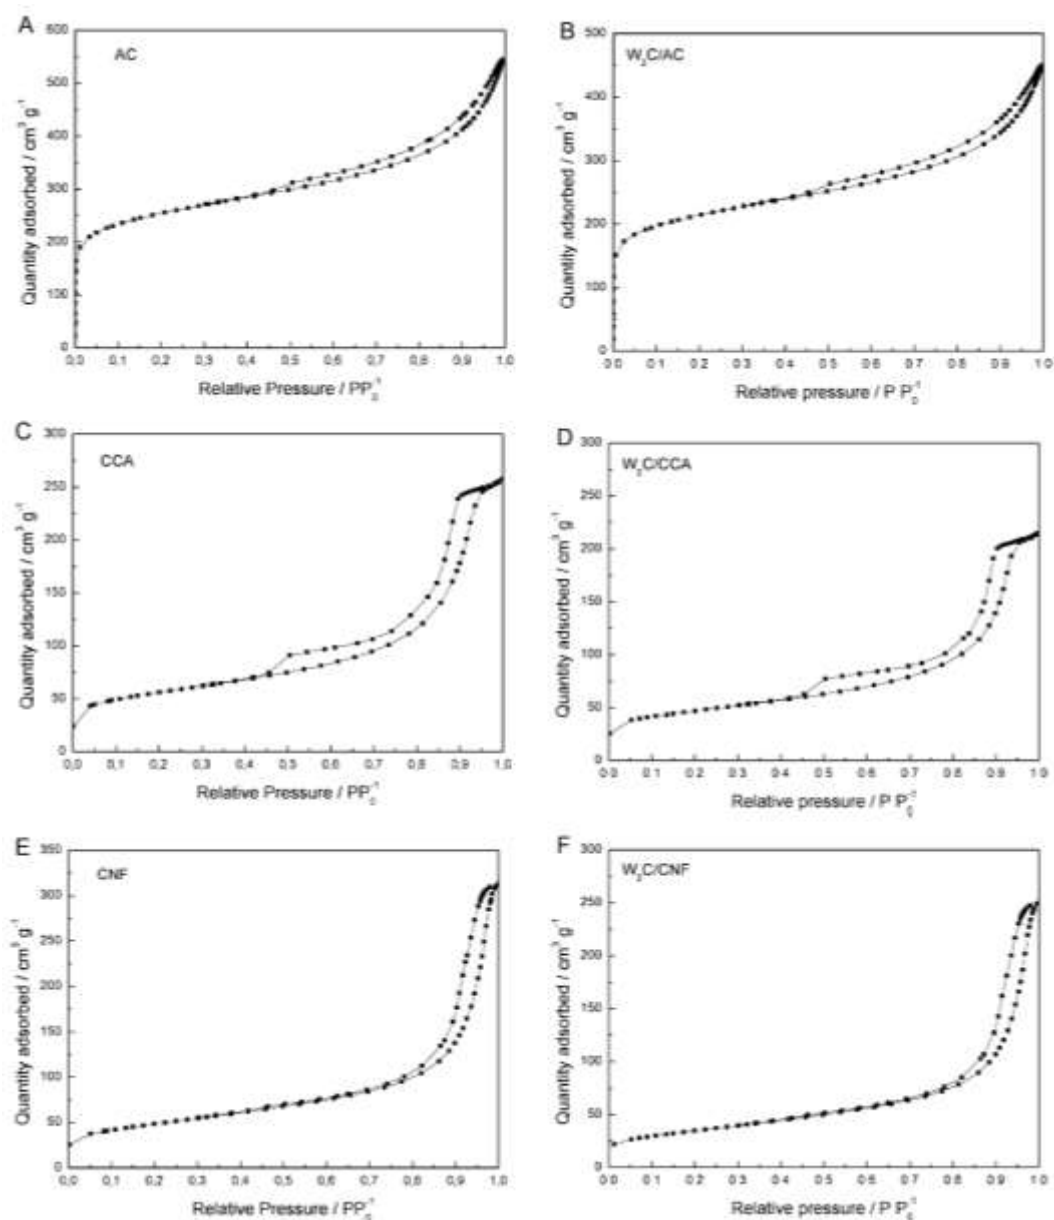 A
AC
600
500
400
300
200
100
0
0,0 0,1 0,2 0,3 0,4 0,5 0,6 0,7 0,8 0,9 1,0
Quantity adsorbed / cm³ g⁻¹
Relative Pressure / PP₀⁻¹
B
W₂C/AC
500
400
300
200
100
0
0.0 0.1 0.2 0.3 0.4 0.5 0.6 0.7 0.8 0.9 1.0
Quantity adsorbed / cm³ g⁻¹
Relative pressure / P P₀⁻¹
C
CCA
300
250
200
150
100
50
0
0,0 0,1 0,2 0,3 0,4 0,5 0,6 0,7 0,8 0,9 1,0
Quantity adsorbed / cm³ g⁻¹
Relative Pressure / PP₀⁻¹
D
W₂C/CCA
300
250
200
150
100
50
0
0.0 0.1 0.2 0.3 0.4 0.5 0.6 0.7 0.8 0.9 1.0
Quantity adsorbed / cm³ g⁻¹
Relative pressure / P P₀⁻¹
E
CNF
350
300
250
200
150
100
50
0
0,0 0,1 0,2 0,3 0,4 0,5 0,6 0,7 0,8 0,9 1,0
Quantity adsorbed / cm³ g⁻¹
Relative Pressure / PP₀⁻¹
F
W₂C/CNF
300
250
200
150
100
50
0
0.0 0.1 0.2 0.3 0.4 0.5 0.6 0.7 0.8 0.9 1.0
Quantity adsorbed / cm³ g⁻¹
Relative pressure / P P₀⁻¹